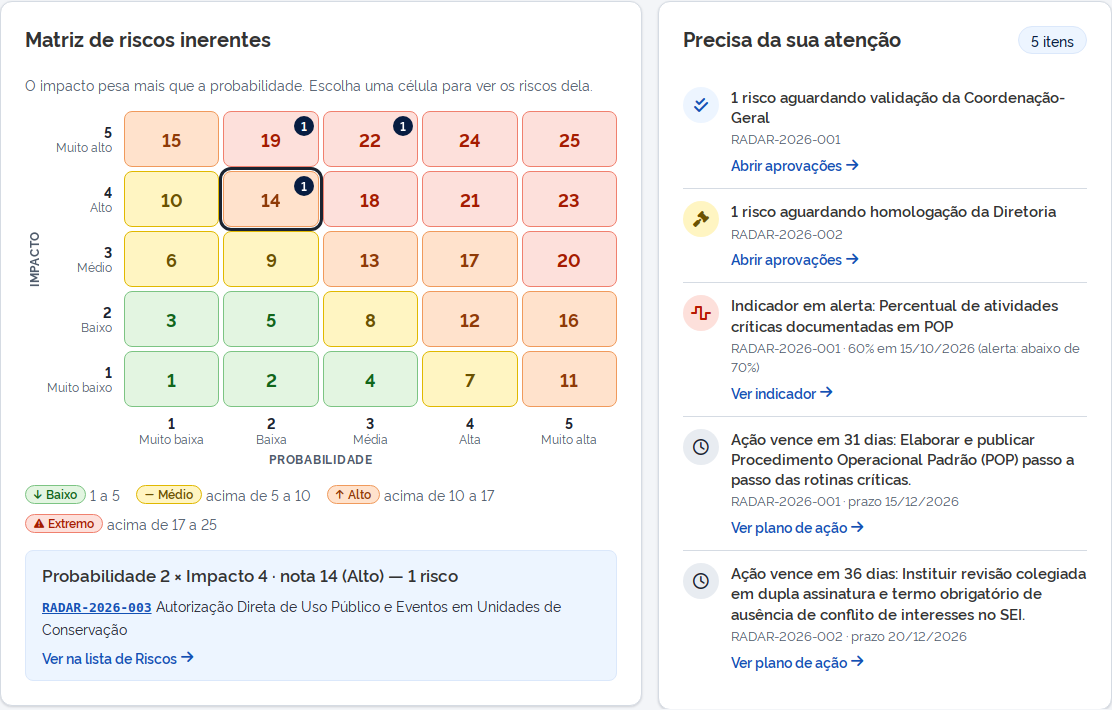 Matriz de riscos inerentes
O impacto pesa mais que a probabilidade. Escolha uma célula para ver os riscos dela.
IMPACTO
5
Muito alto
15
19
1
22
1
24
25
4
Alto
10
14
1
18
21
23
3
Médio
6
9
13
17
20
2
Baixo
3
5
8
12
16
1
Muito baixo
1
2
4
7
11
1
Muito baixa
2
Baixa
3
Média
4
Alta
5
Muito alta
PROBABILIDADE
↓ Baixo 1 a 5 – Médio acima de 5 a 10 ↑ Alto acima de 10 a 17
Extremo acima de 17 a 25
Probabilidade 2 × Impacto 4 · nota 14 (Alto) — 1 risco
RADAR-2026-003 Autorização Direta de Uso Público e Eventos em Unidades de
Conservação
Ver na lista de Riscos →
Precisa da sua atenção
5 itens
1 risco aguardando validação da Coordenação-
Geral
RADAR-2026-001
Abrir aprovações →
1 risco aguardando homologação da Diretoria
RADAR-2026-002
Abrir aprovações →
Indicador em alerta: Percentual de atividades
críticas documentadas em POP
RADAR-2026-001 · 60% em 15/10/2026 (alerta: abaixo de
70%)
Ver indicador →
Ação vence em 31 dias: Elaborar e publicar
Procedimento Operacional Padrão (POP) passo a
passo das rotinas críticas.
RADAR-2026-001 · prazo 15/12/2026
Ver plano de ação →
Ação vence em 36 dias: Instituir revisão colegiada
em dupla assinatura e termo obrigatório de
ausência de conflito de interesses no SEI.
RADAR-2026-002 · prazo 20/12/2026
Ver plano de ação →